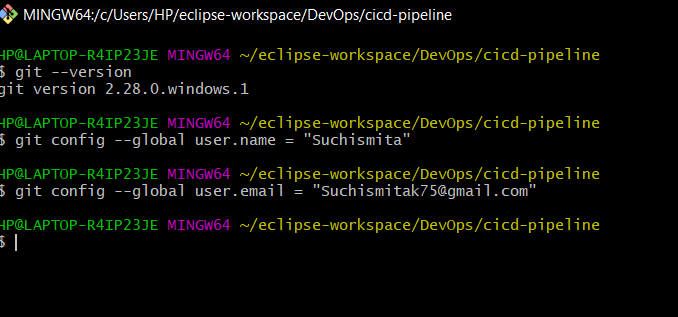 MINGW64:/c/Users/HP/eclipse-workspace/DevOps/cicd-pipeline
HP@LAPTOP-R4IP23JE MINGW64 ~/eclipse-workspace/DevOps/cicd-pipeline
$ git --version
git version 2.28.0.windows.1
HP@LAPTOP-R4IP23JE MINGW64 ~/eclipse-workspace/DevOps/cicd-pipeline
$ git config --global user.name = "Suchismita"
HP@LAPTOP-R4IP23JE MINGW64 ~/eclipse-workspace/DevOps/cicd-pipeline
$ git config --global user.email = "Suchismitak75@gmail.com"
HP@LAPTOP-R4IP23JE MINGW64 ~/eclipse-workspace/DevOps/cicd-pipeline
$